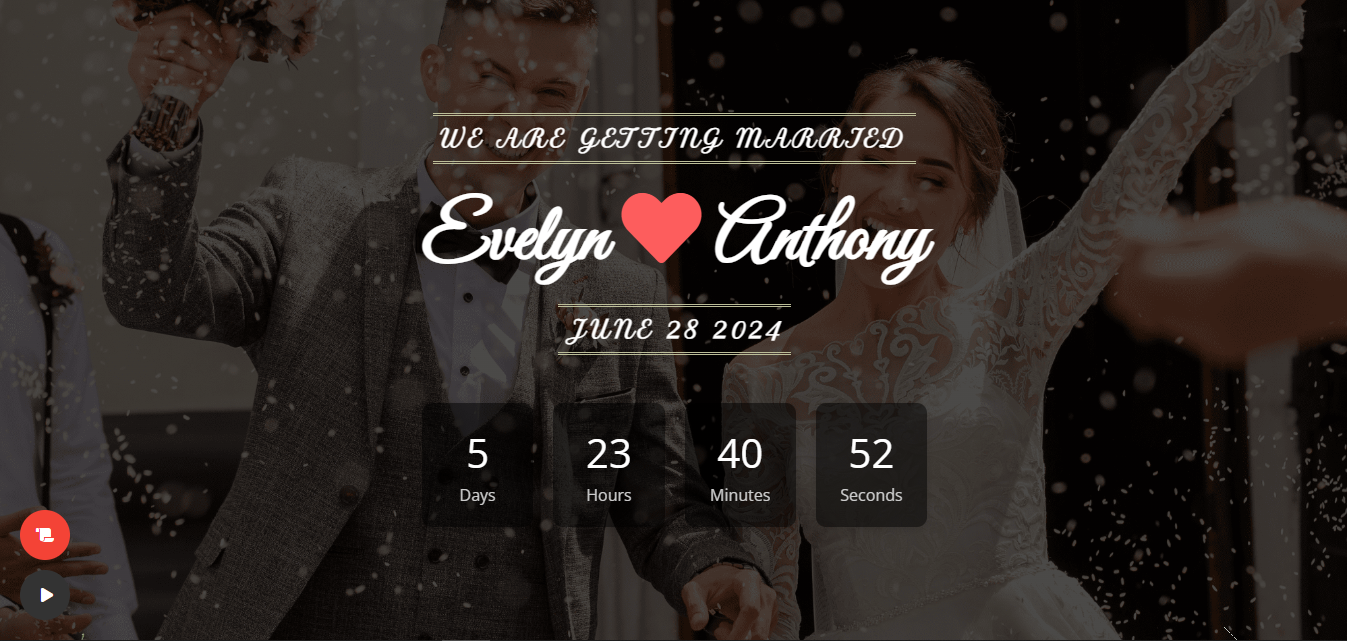 WE ARE GETTING MARRIED
Evelyn Anthony
JUNE 28 2024
5 23 40 52
Days Hours Minutes Seconds